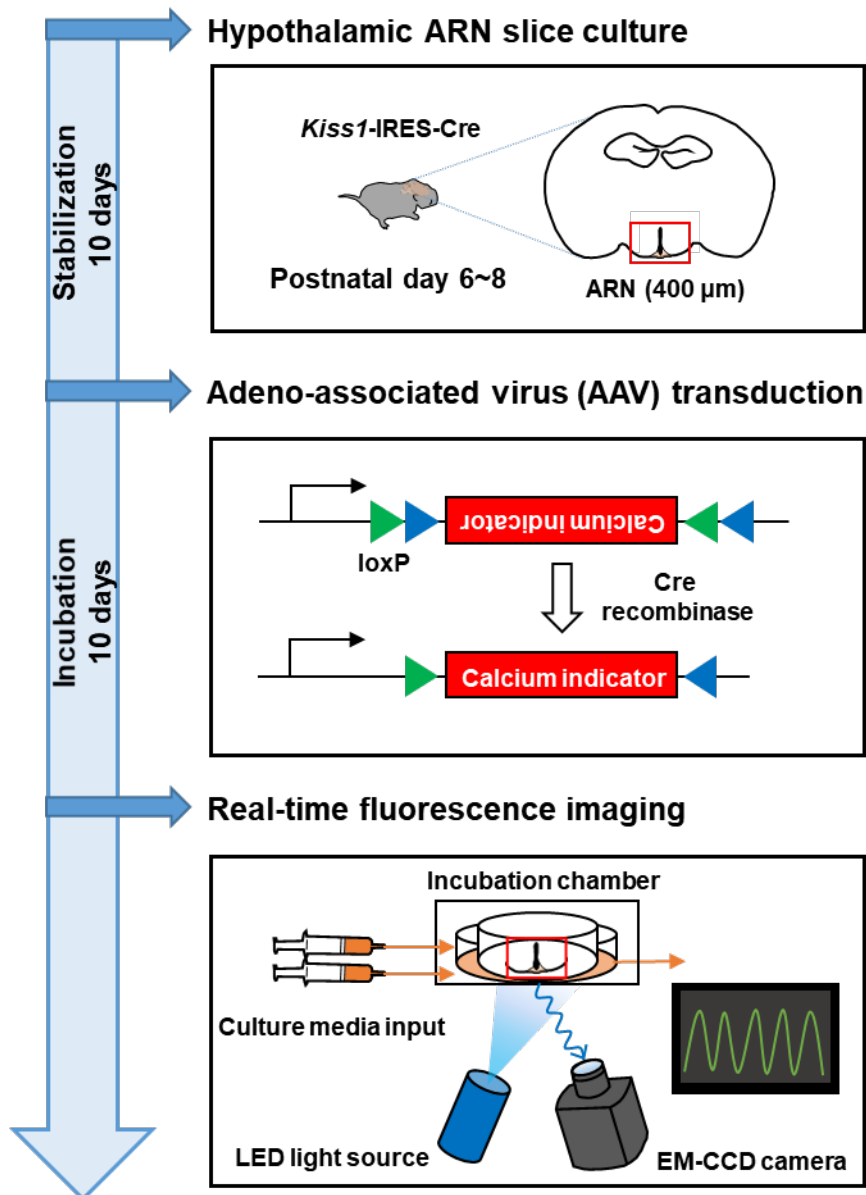 Hypothalamic ARN slice culture
Kiss1-IRES-Cre
Postnatal day 6~8
ARN (400 µm)
Stabilization
10 days
Adeno-associated virus (AAV) transduction
Calcium indicator
loxP
Cre
recombinase
Calcium indicator
Incubation
10 days
Real-time fluorescence imaging
Incubation chamber
Culture media input
LED light source
EM-CCD camera